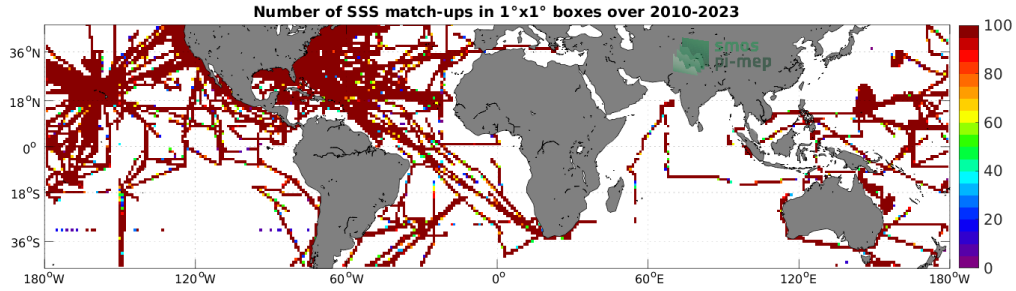 Number of SSS match-ups in 1°x1° boxes over 2010-2023
smos
pi-mep
36°N
18°N
0°
18°S
36°S
180°W
120°W
60°W
0°
60°E
120°E
180°W
100
80
60
40
20
0